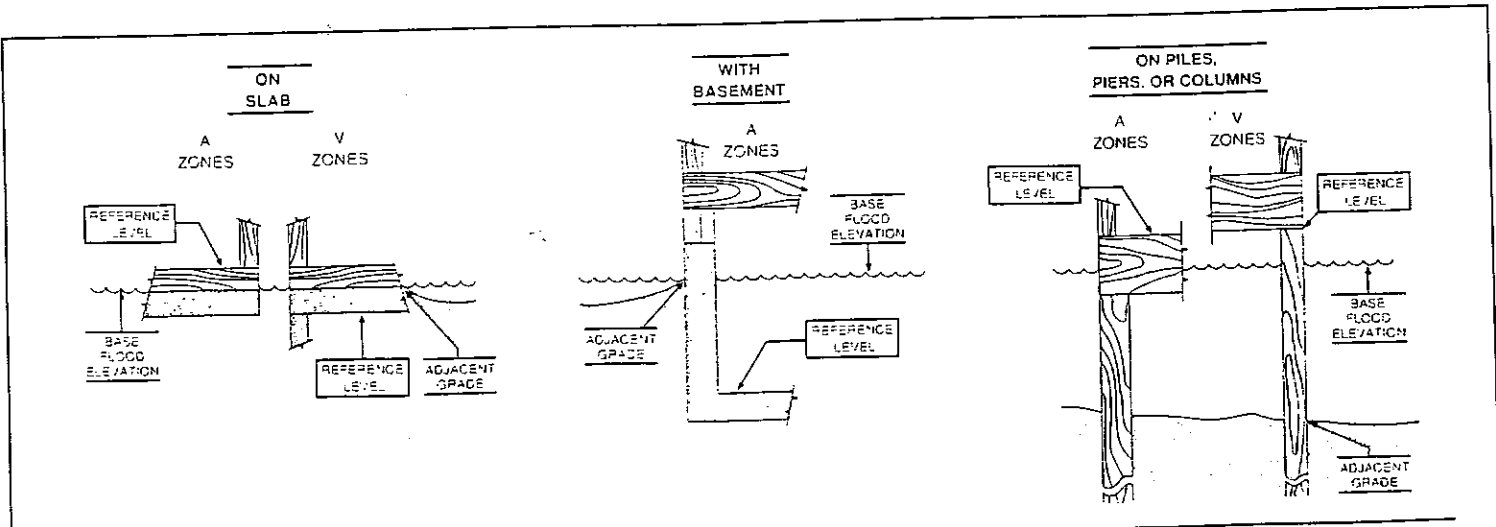 ON
SLAB
A
ZONES
V
ZONES
REFERENCE
LEVEL
BASE
FLOOD
ELEVATION
REFERENCE
LEVEL
ADJACENT
GRADE
WITH
BASEMENT
A
ZONES
BASE
FLOOD
ELEVATION
ADJACENT
GRADE
REFERENCE
LEVEL
ON PILES,
PIERS, OR COLUMNS
A
ZONES
V
ZONES
REFERENCE
LEVEL
REFERENCE
LEVEL
BASE
FLOOD
ELEVATION
ADJACENT
GRADE